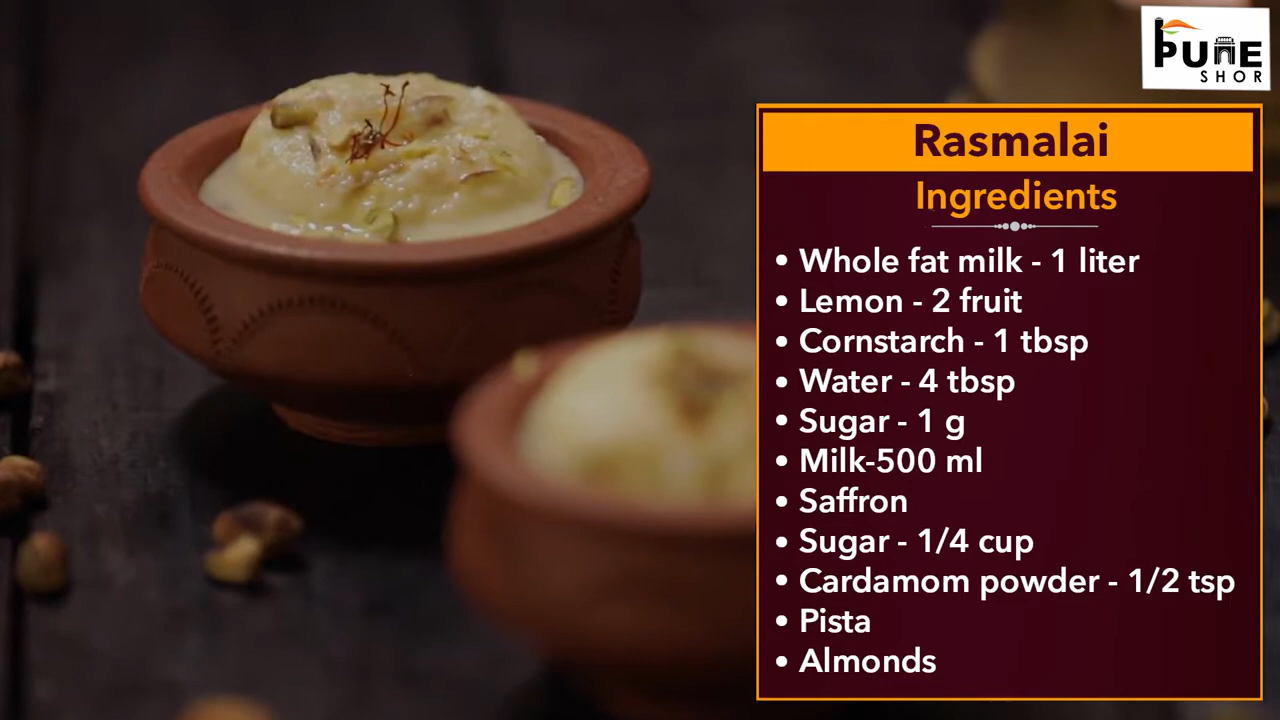 PUNE
SHOR
Rasmalai
Ingredients
• Whole fat milk - 1 liter
• Lemon - 2 fruit
• Cornstarch - 1 tbsp
• Water - 4 tbsp
• Sugar - 1 g
• Milk-500 ml
• Saffron
• Sugar - 1/4 cup
• Cardamom powder - 1/2 tsp
• Pista
• Almonds